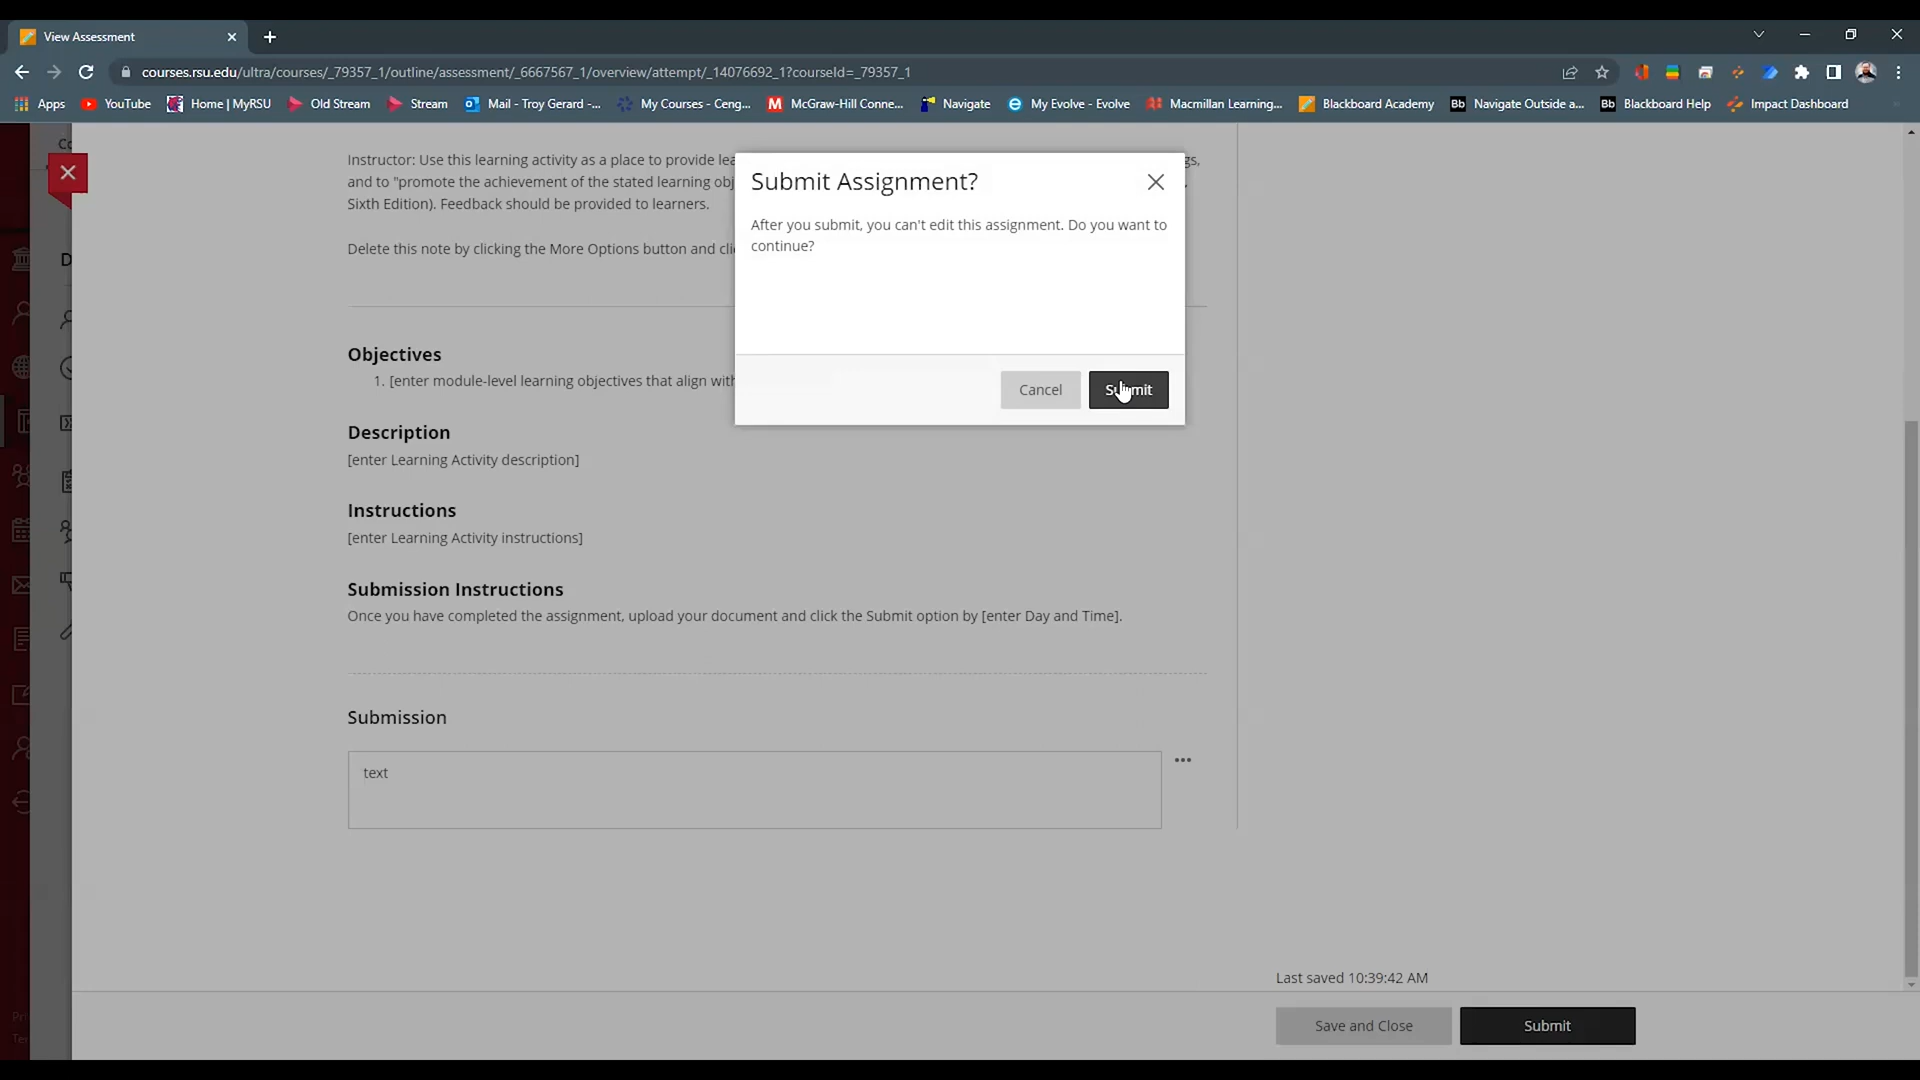 View Assessment
courses.rsu.edu/ultra/courses/_79357_1/outline/assessment/_6667567_1/overview/attempt/_14076692_1?courseId=_79357_1
Apps YouTube Home | MyRSU Old Stream Stream Mail - Troy Gerard -... My Courses - Ceng... McGraw-Hill Conne... Navigate My Evolve - Evolve Macmillan Learning... Blackboard Academy Bb Navigate Outside a... Bb Blackboard Help Impact Dashboard
Instructor: Use this learning activity as a place to provide lea
and to "promote the achievement of the stated learning obj
Sixth Edition). Feedback should be provided to learners.
Delete this note by clicking the More Options button and cli
Submit Assignment?
After you submit, you can't edit this assignment. Do you want to
continue?
Cancel Submit
Objectives
1. [enter module-level learning objectives that align with
Description
[enter Learning Activity description]
Instructions
[enter Learning Activity instructions]
Submission Instructions
Once you have completed the assignment, upload your document and click the Submit option by [enter Day and Time].
Submission
text
Last saved 10:39:42 AM
Save and Close Submit